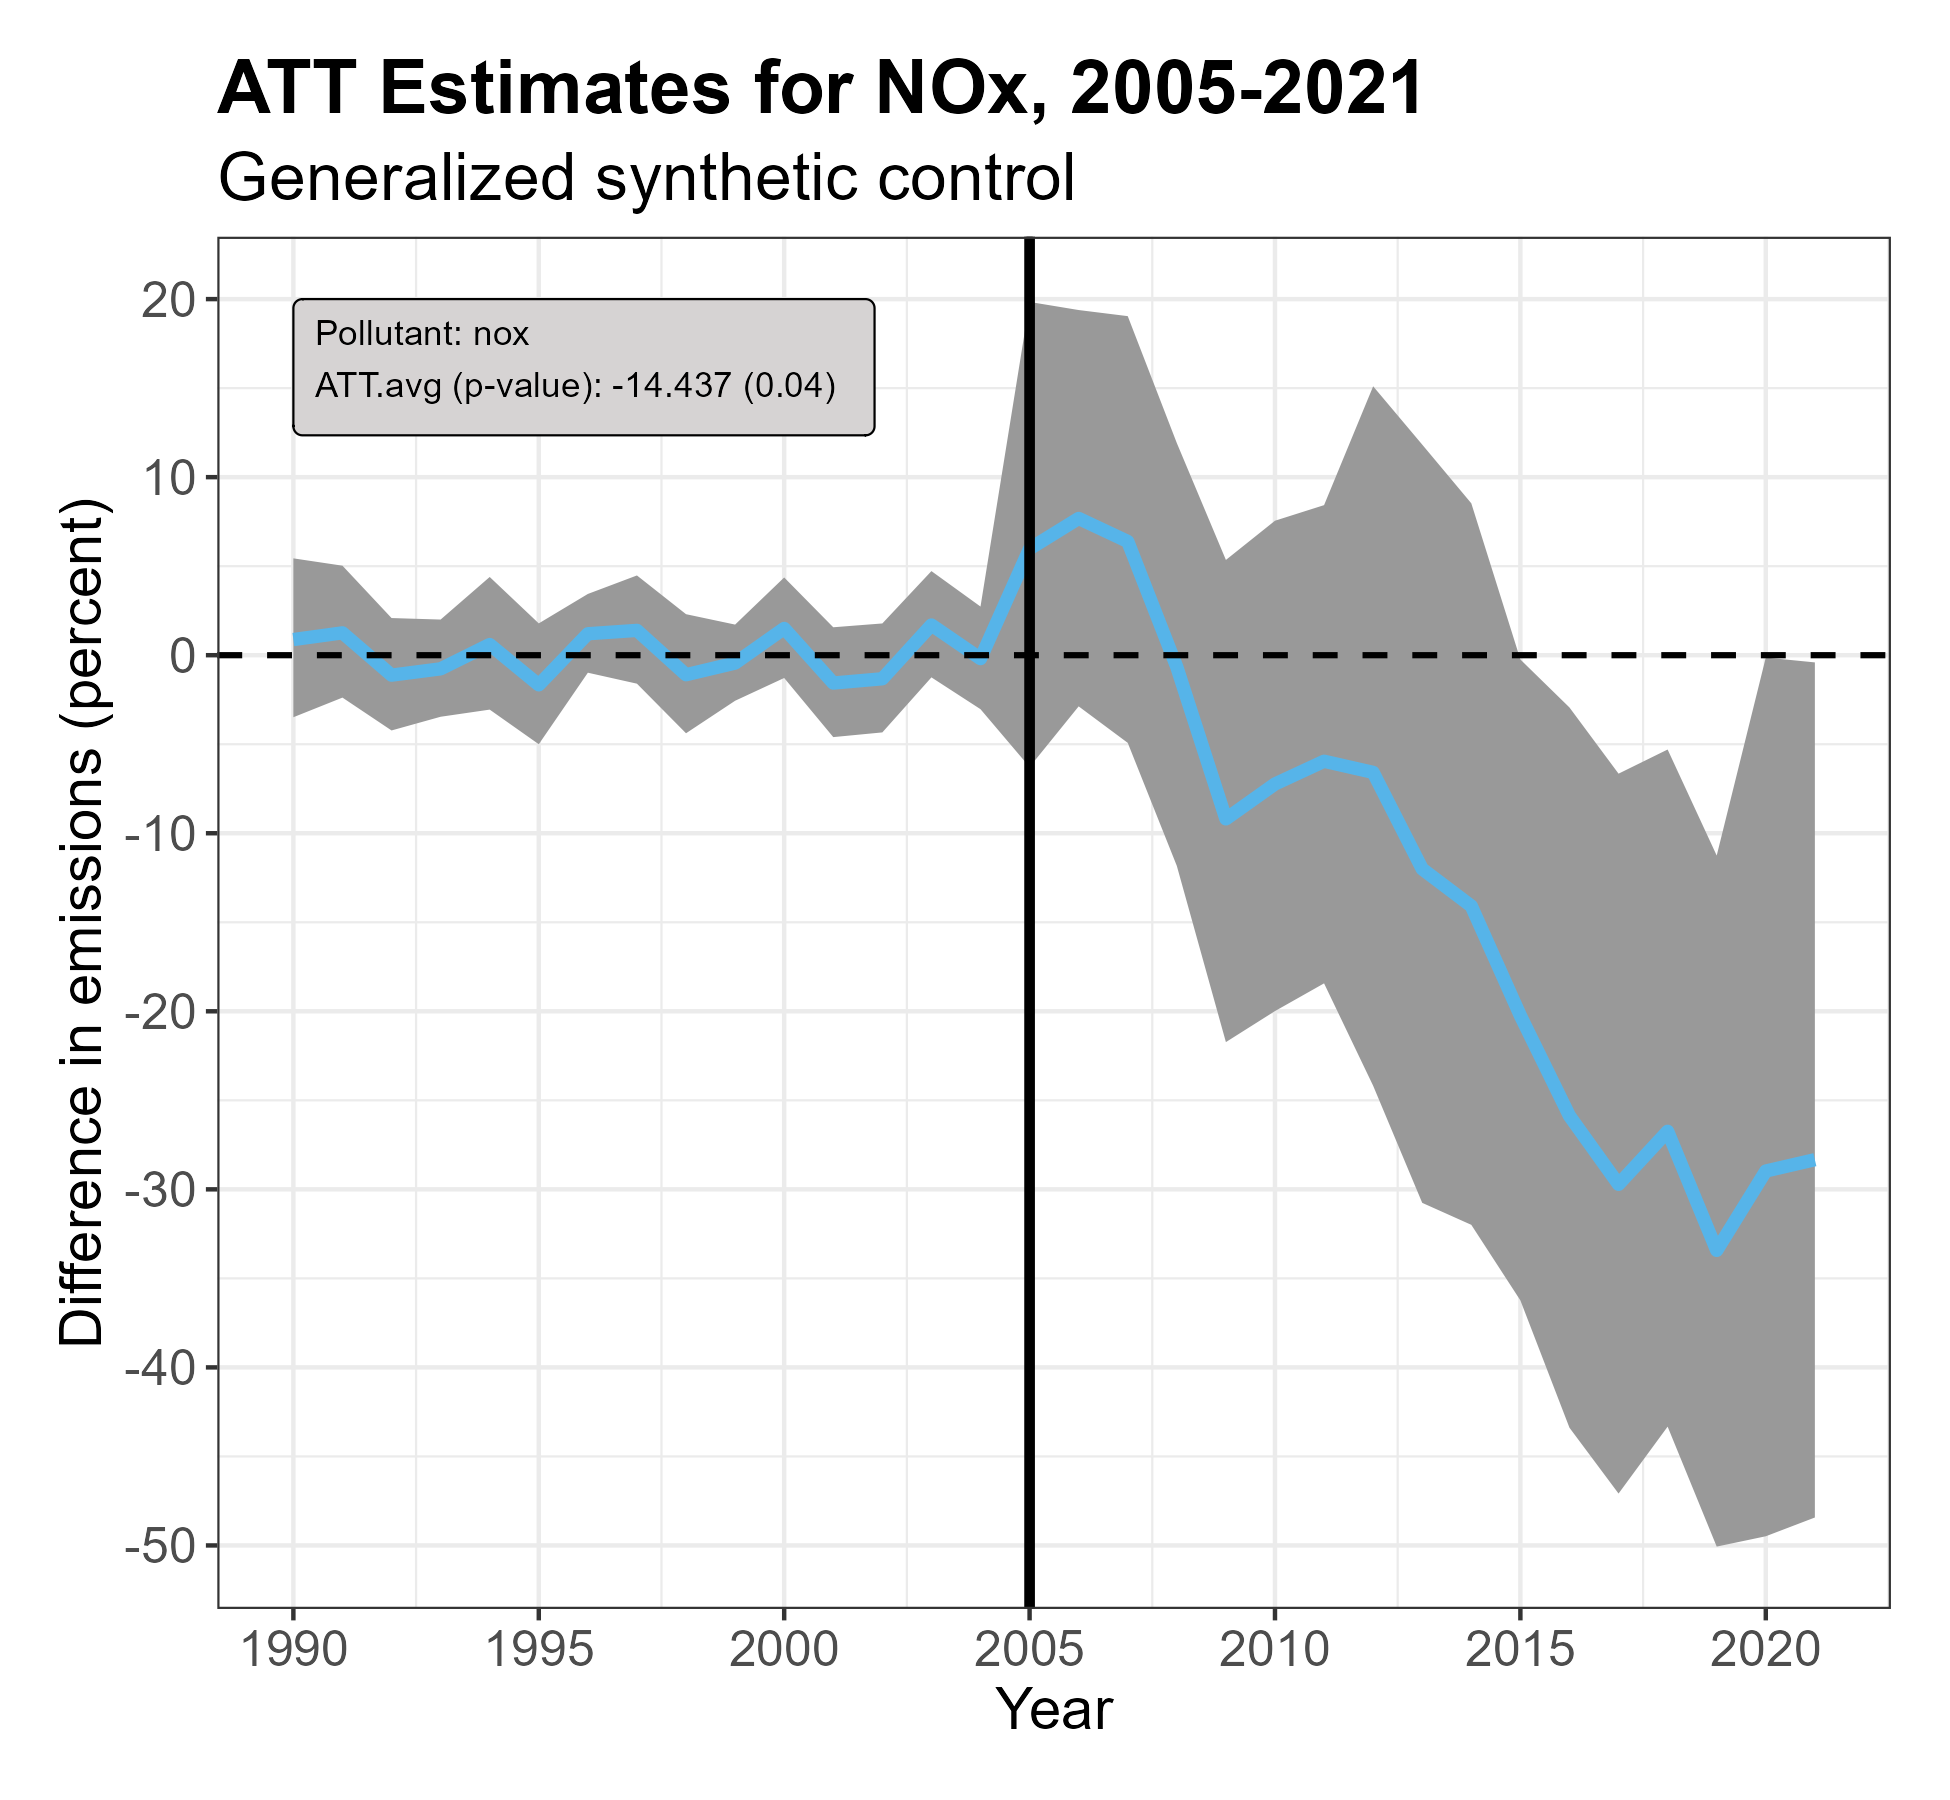 ATT Estimates for NOx, 2005-2021
Generalized synthetic control
Pollutant: nox
ATT.avg (p-value): -14.437 (0.04)
Difference in emissions (percent)
20
10
0
-10
-20
-30
-40
-50
1990 1995 2000 2005 2010 2015 2020
Year